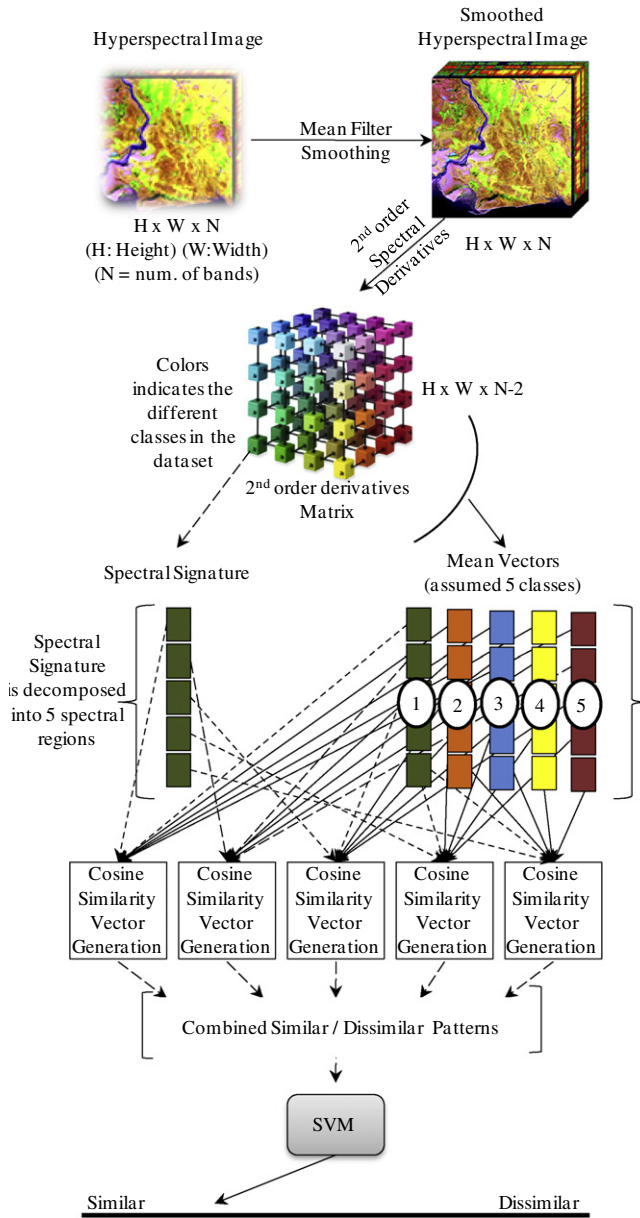 Hyperspectral Image
Smoothed
Hyperspectral Image
Mean Filter
Smoothing
H x W x N
(H: Height) (W:Width)
(N = num. of bands)
H x W x N
2nd order
Spectral
Derivatives
Colors
indicates the
different
classes in the
dataset
H x W x N-2
2nd order derivatives
Matrix
Spectral Signature
Mean Vectors
(assumed 5 classes)
Spectral
Signature
is decomposed
into 5 spectral
regions
1 2 3 4 5
Cosine
Similarity
Vector
Generation
Cosine
Similarity
Vector
Generation
Cosine
Similarity
Vector
Generation
Cosine
Similarity
Vector
Generation
Cosine
Similarity
Vector
Generation
Combined Similar / Dissimilar Patterns
SVM
Similar
Dissimilar